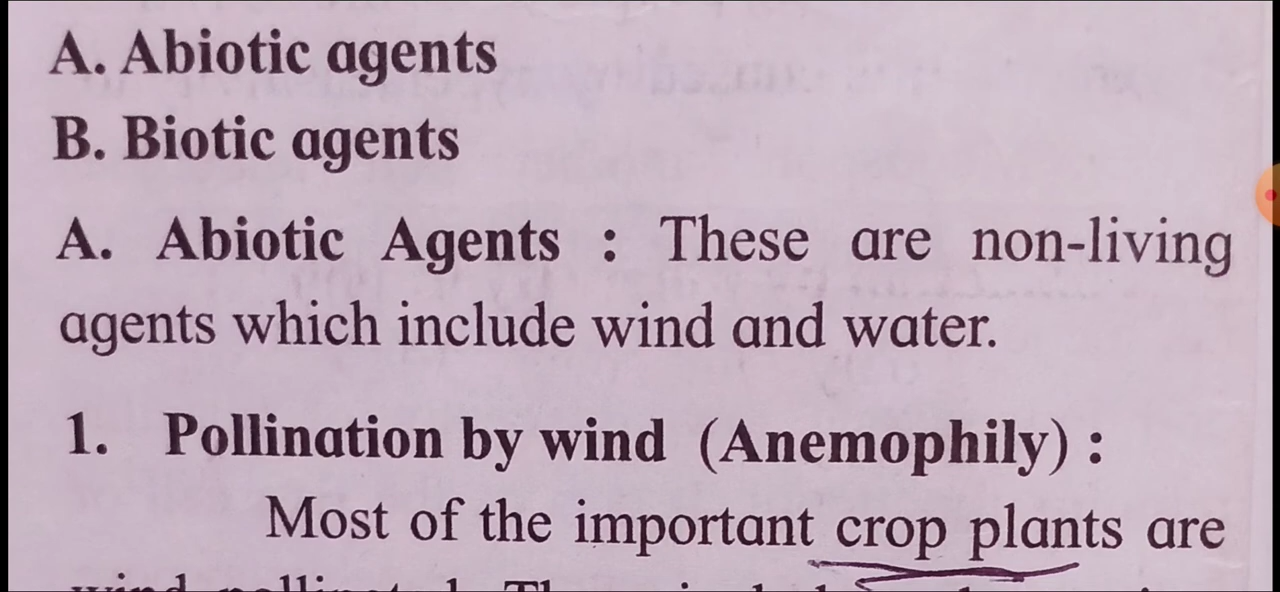 A. Abiotic agents
B. Biotic agents
A. Abiotic Agents : These are non-living
agents which include wind and water.
1. Pollination by wind (Anemophily) :
Most of the important crop plants are